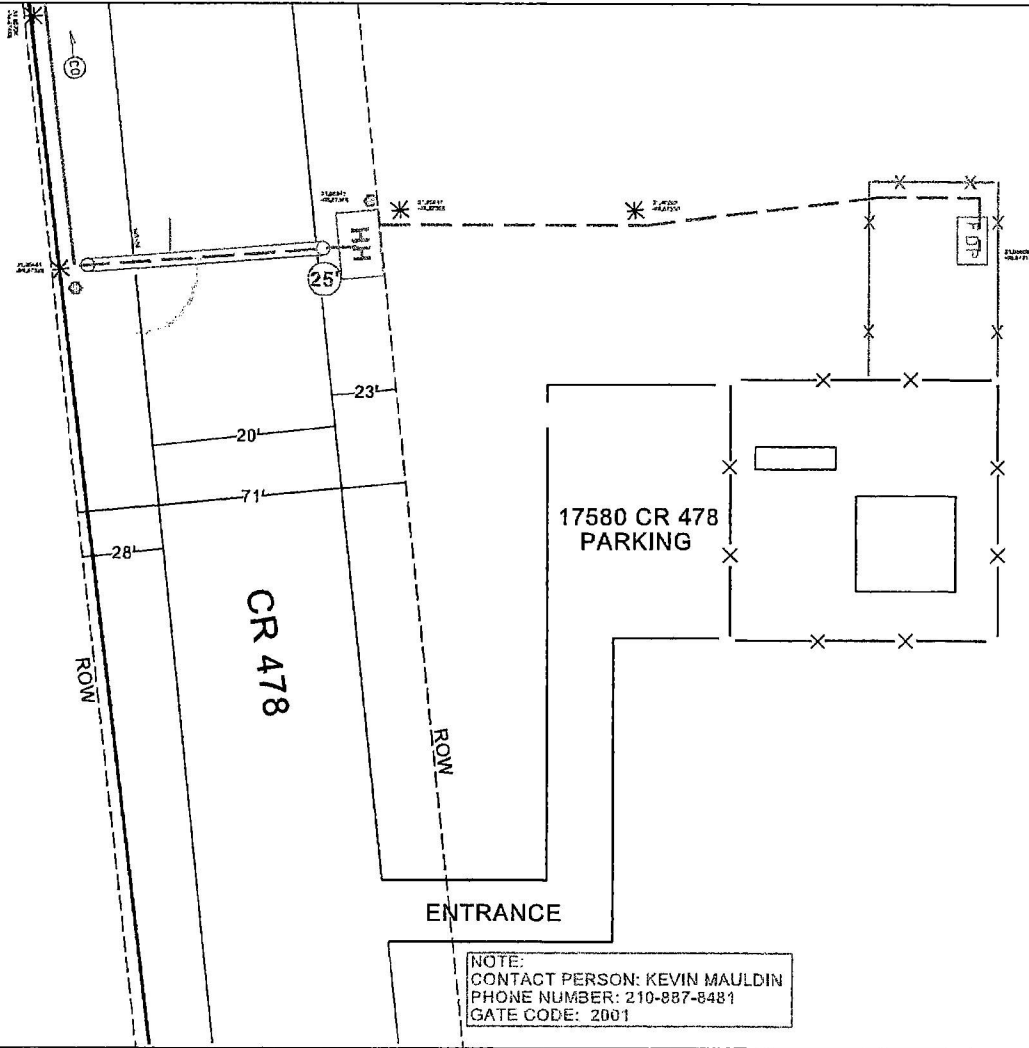 CO
HH
25'
23'
20'
71'
28'
17580 CR 478
PARKING
CR 478
ROW
ROW
ENTRANCE
NOTE:
CONTACT PERSON: KEVIN MAULDIN
PHONE NUMBER: 210-887-8481
GATE CODE: 2001